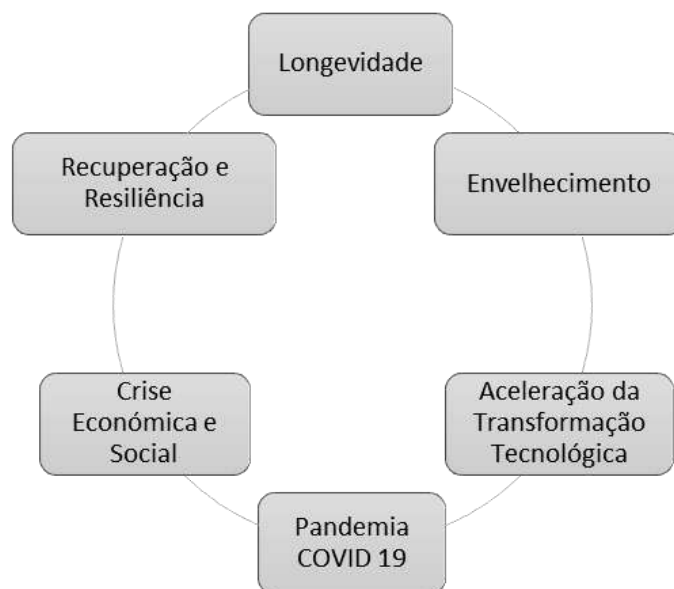 Longevidade
Envelhecimento
Aceleração da
Transformação
Tecnológica
Pandemia
COVID 19
Crise
Económica e
Social
Recuperação e
Resiliência